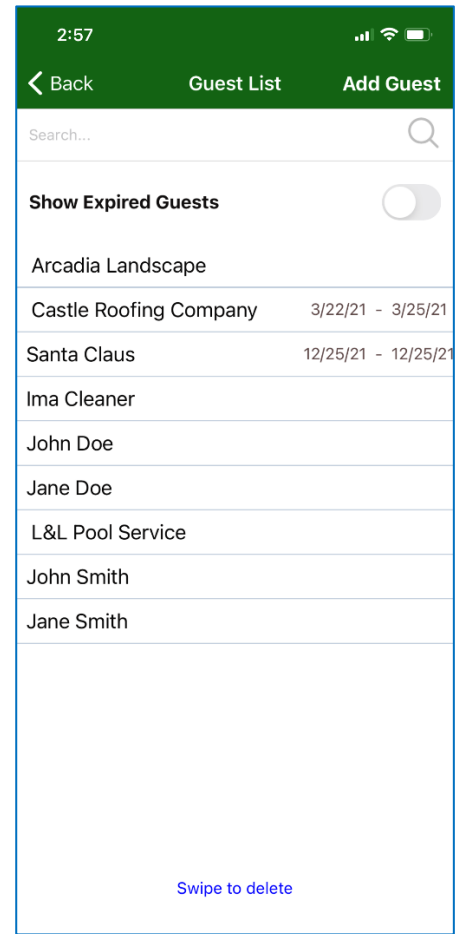 2:57
Back Guest List Add Guest
Search...
Show Expired Guests
Arcadia Landscape
Castle Roofing Company 3/22/21 - 3/25/21
Santa Claus 12/25/21 - 12/25/21
Ima Cleaner
John Doe
Jane Doe
L&L Pool Service
John Smith
Jane Smith
Swipe to delete